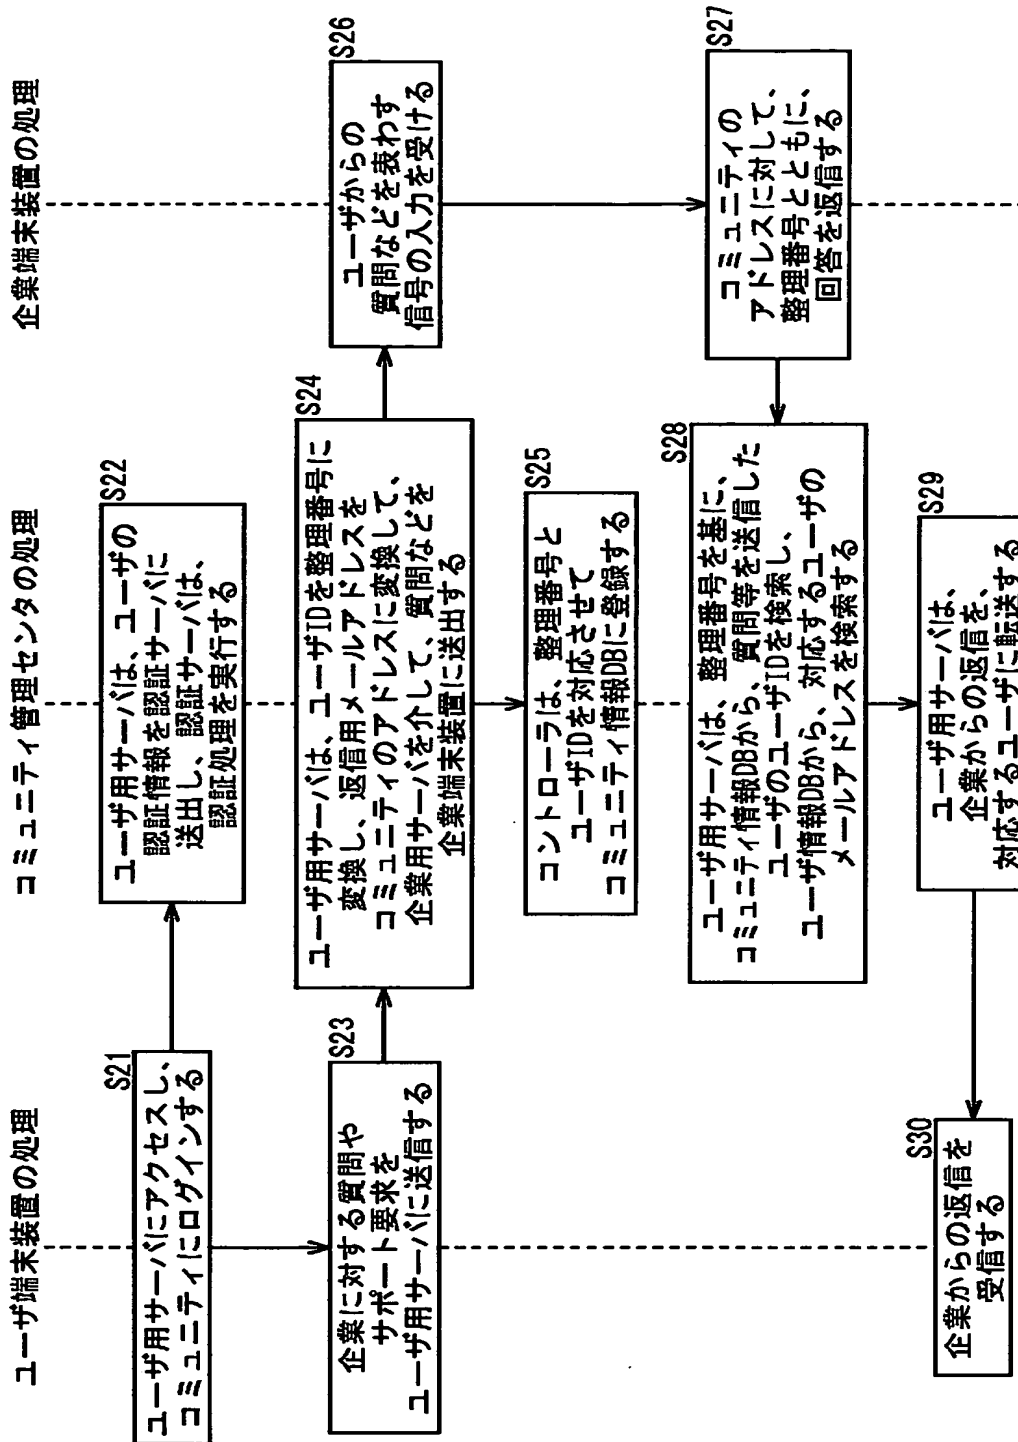 ユーザ端末装置の処理
コミュニティ管理センタの処理
企業端末装置の処理
S21
ユーザ用サーバにアクセスし、
コミュニティにログインする
S22
ユーザ用サーバは、ユーザの
認証情報を認証サーバに
送出し、認証サーバは、
認証処理を実行する
S23
企業に対する質問や
サポート要求を
ユーザ用サーバに送信する
S24
ユーザ用サーバは、ユーザIDを整理番号に
変換し、返信用メールアドレスを
コミュニティのアドレスに変換して、
企業用サーバを介して、質問などを
企業端末装置に送出する
S25
コントローラは、整理番号と
ユーザIDを対応させて
コミュニティ情報DBに登録する
S26
ユーザからの
質問などを表わす
信号の入力を受ける
S27
コミュニティの
アドレスに対して、
整理番号とともに、
回答を返信する
S28
ユーザ用サーバは、整理番号を基に、
コミュニティ情報DBから、質問等を送信した
ユーザのユーザIDを検索し、
ユーザ情報DBから、対応するユーザの
メールアドレスを検索する
S29
ユーザ用サーバは、
企業からの返信を、
対応するユーザに転送する
S30
企業からの返信を
受信する